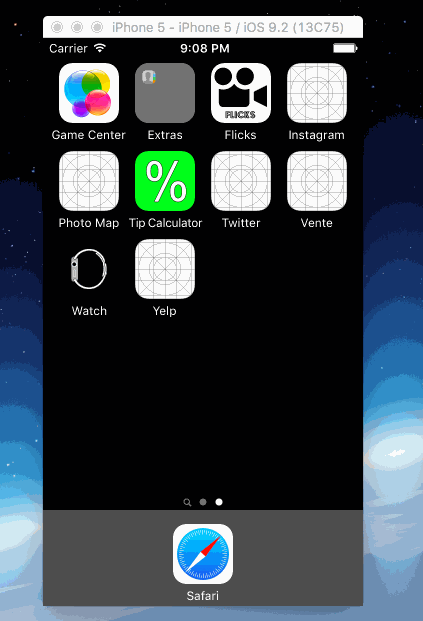 iPhone 5 - iPhone 5 / iOS 9.2 (13C75)
Carrier 9:08 PM
Game Center Extras Flicks Instagram
FLICKS
Photo Map Tip Calculator Twitter Vente
%
Watch Yelp
Safari